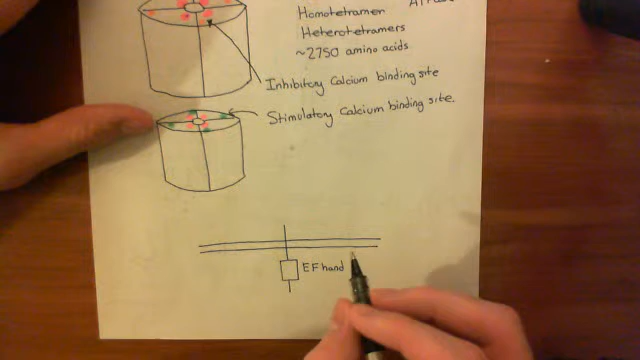 Homotetramer
Heterotetramers
~2750 amino acids
Inhibitory Calcium binding site
Stimulatory Calcium binding site.
EF hand